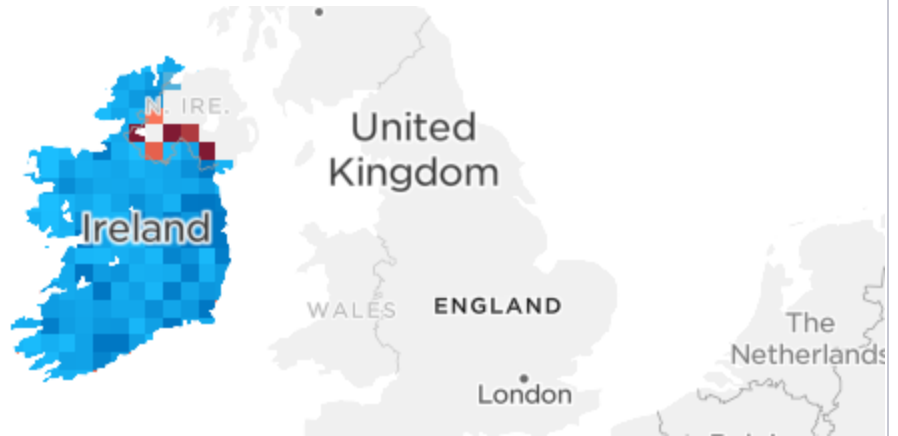 N. IRE.
United
Kingdom
Ireland
WALES
ENGLAND
The
Netherlands
London